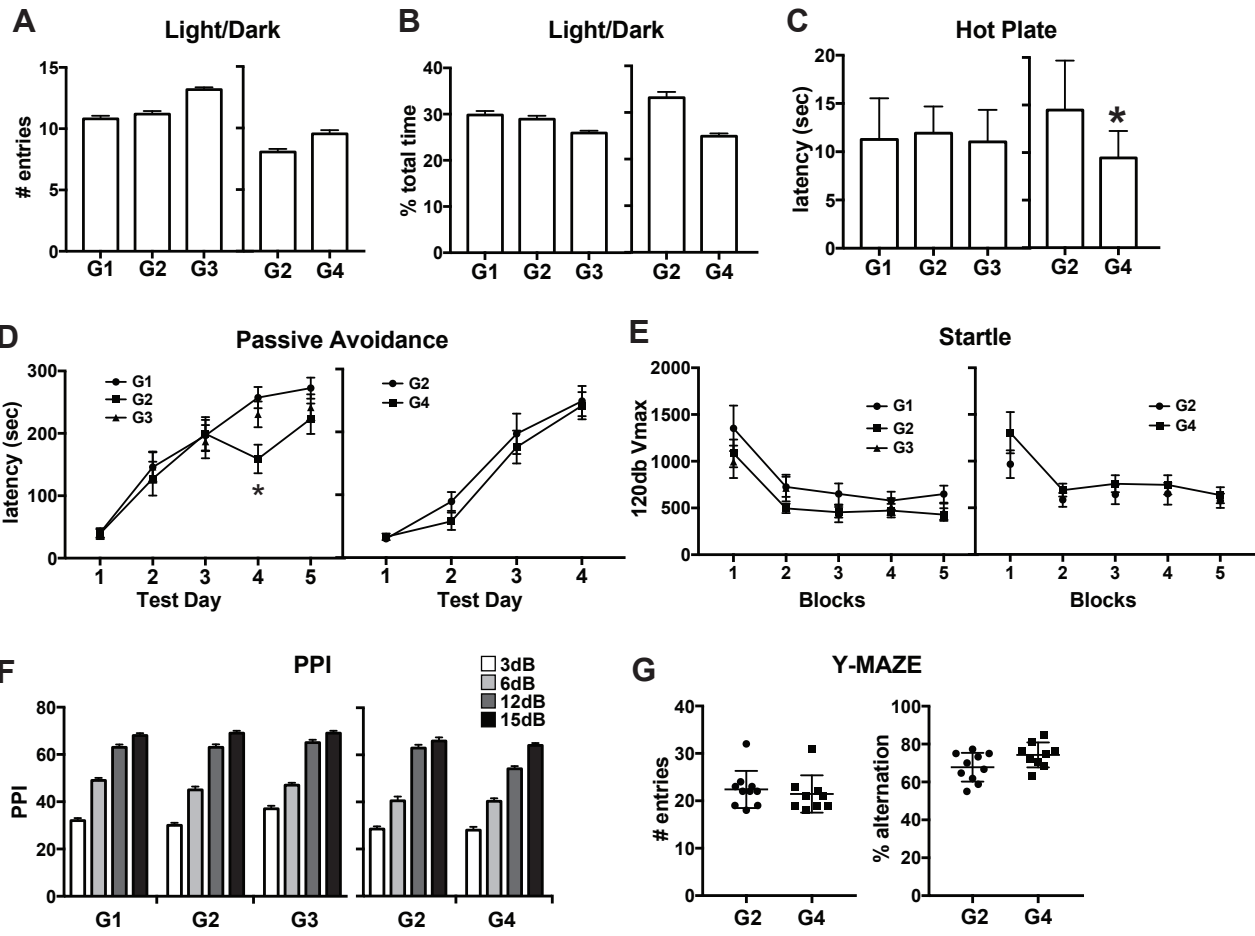 A
Light/Dark
# entries
15
10
5
0
G1 G2 G3 G2 G4
B
Light/Dark
% total time
40
30
20
10
0
G1 G2 G3 G2 G4
C
Hot Plate
latency (sec)
20
15
10
5
0
*
G1 G2 G3 G2 G4
D
Passive Avoidance
latency (sec)
300
200
100
0
G1
G2
G3
*
1 2 3 4 5
Test Day
G2
G4
1 2 3 4
Test Day
E
Startle
120db Vmax
2000
1500
1000
500
0
G1
G2
G3
1 2 3 4 5
Blocks
G2
G4
1 2 3 4 5
Blocks
F
PPI
3dB
6dB
12dB
15dB
PPI
80
60
40
20
0
G1 G2 G3 G2 G4
G
Y-MAZE
# entries
40
30
20
10
0
G2 G4
% alternation
100
80
60
40
20
0
G2 G4